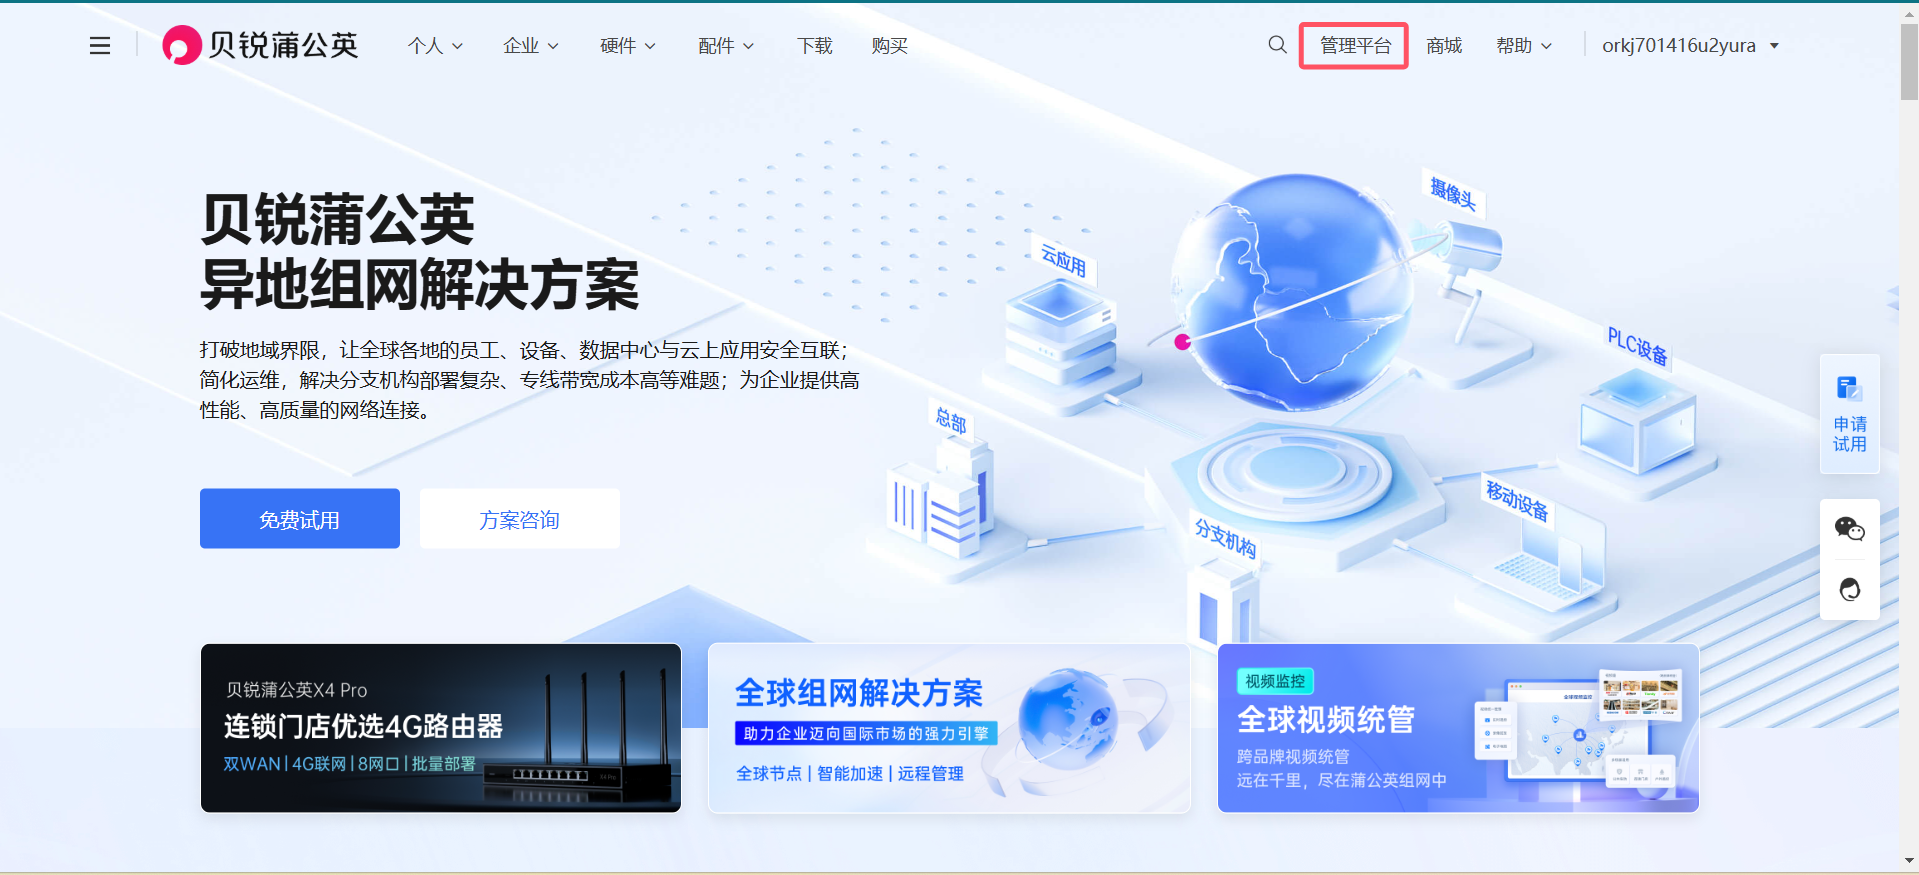 贝锐蒲公英
个人
企业
硬件
配件
下载
购买
管理平台
商城
帮助
orkj701416u2yura
贝锐蒲公英
异地组网解决方案
打破地域界限，让全球各地的员工、设备、数据中心与云上应用安全互联；
简化运维，解决分支机构部署复杂、专线带宽成本高等难题；为企业提供高
性能、高质量的网络连接。
免费试用
方案咨询
摄像头
云应用
PLC设备
总部
移动设备
分支机构
申请
试用
贝锐蒲公英X4 Pro
连锁门店优选4G路由器
双WAN|4G联网|8网口|批量部署
X4 Pro
全球组网解决方案
助力企业迈向国际市场的强力引擎
全球节点|智能加速|远程管理
视频监控
全球视频统管
跨品牌视频统管
远在千里，尽在蒲公英组网中
全球视频监控